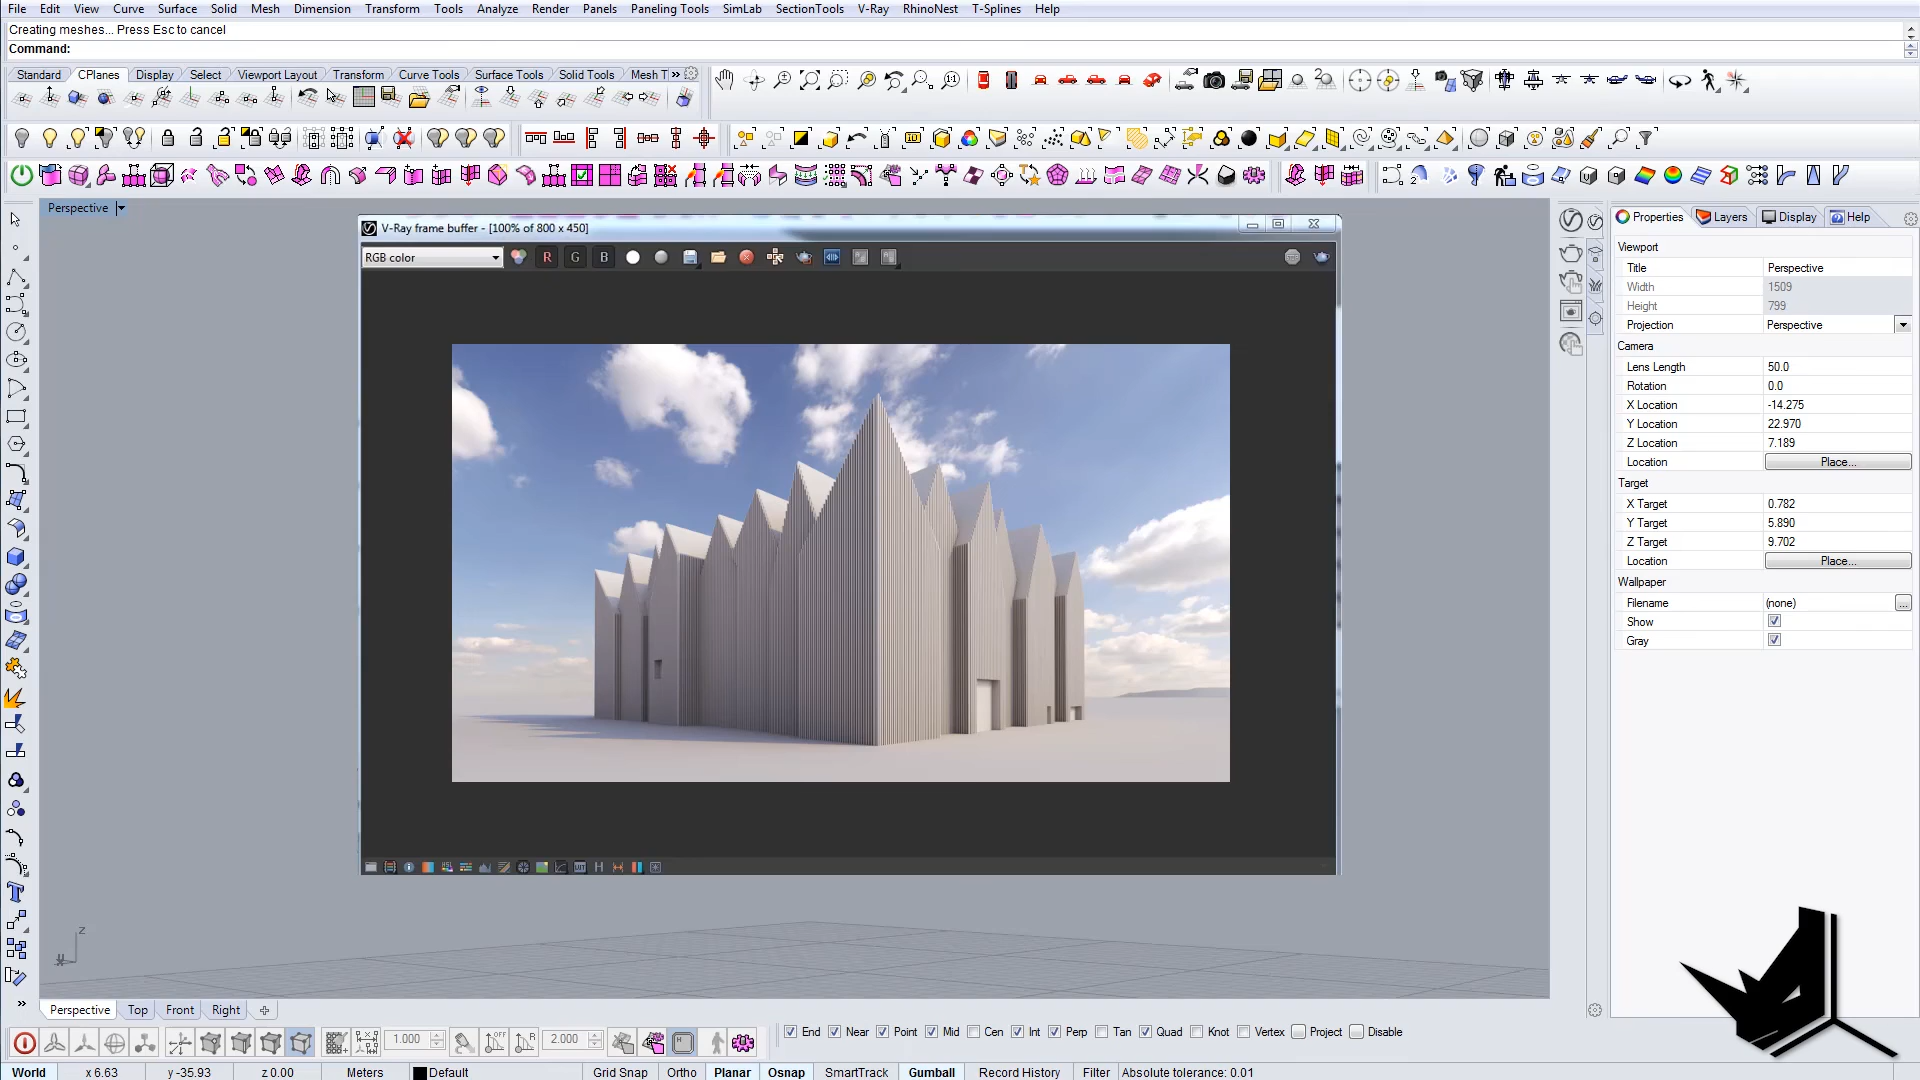 File Edit View Curve Surface Solid Mesh Dimension Transform Tools Analyze Render Panels Paneling Tools SimLab SectionTools V-Ray RhinoNest T-Splines Help
Creating meshes... Press Esc to cancel
Command:
Standard CPlanes Display Select Viewport Layout Transform Curve Tools Surface Tools Solid Tools Mesh T
Perspective
V-Ray frame buffer - [100% of 800 x 450]
RGB color R G B
Properties Layers Display Help
Viewport
Title Perspective
Width 1509
Height 799
Projection Perspective
Camera
Lens Length 50.0
Rotation 0.0
X Location -14.275
Y Location 22.970
Z Location 7.189
Location Place...
Target
X Target 0.782
Y Target 5.890
Z Target 9.702
Location Place...
Wallpaper
Filename (none) ...
Show
Gray
z
Perspective Top Front Right
1.000 2.000 End Near Point Mid Cen Int Perp Tan Quad Knot Vertex Project Disable
World x 6.63 y -35.93 z 0.00 Meters Default Grid Snap Ortho Planar Osnap SmartTrack Gumball Record History Filter Absolute tolerance: 0.01